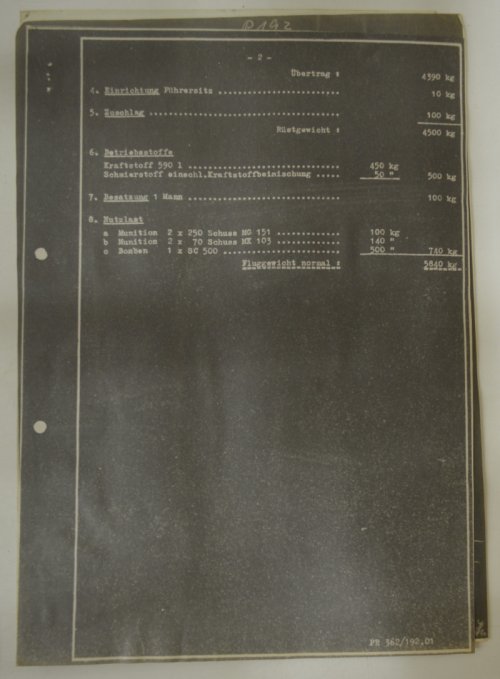 P 192
- 2 -
Übertrag : 4390 kg
4. Einrichtung Führersitz .......................... 10 kg
5. Zuschlag .......................................... 100 kg
Rüstgewicht : 4500 kg
6. Betriebsstoffe
Kraftstoff 590 l ................................. 450 kg
Schmierstoff einschl.Kraftstoffbeimischung ..... 50 " 500 kg
7. Besatzung 1 Mann .................................. 100 kg
8. Nutzlast
a Munition 2 x 250 Schuss MG 151 .............. 100 kg
b Munition 2 x 70 Schuss MK 103 .............. 140 "
c Bomben 1 x SC 500 .......................... 500 " 740 kg
Fluggewicht normal : 5840 kg
PR 362/192.01